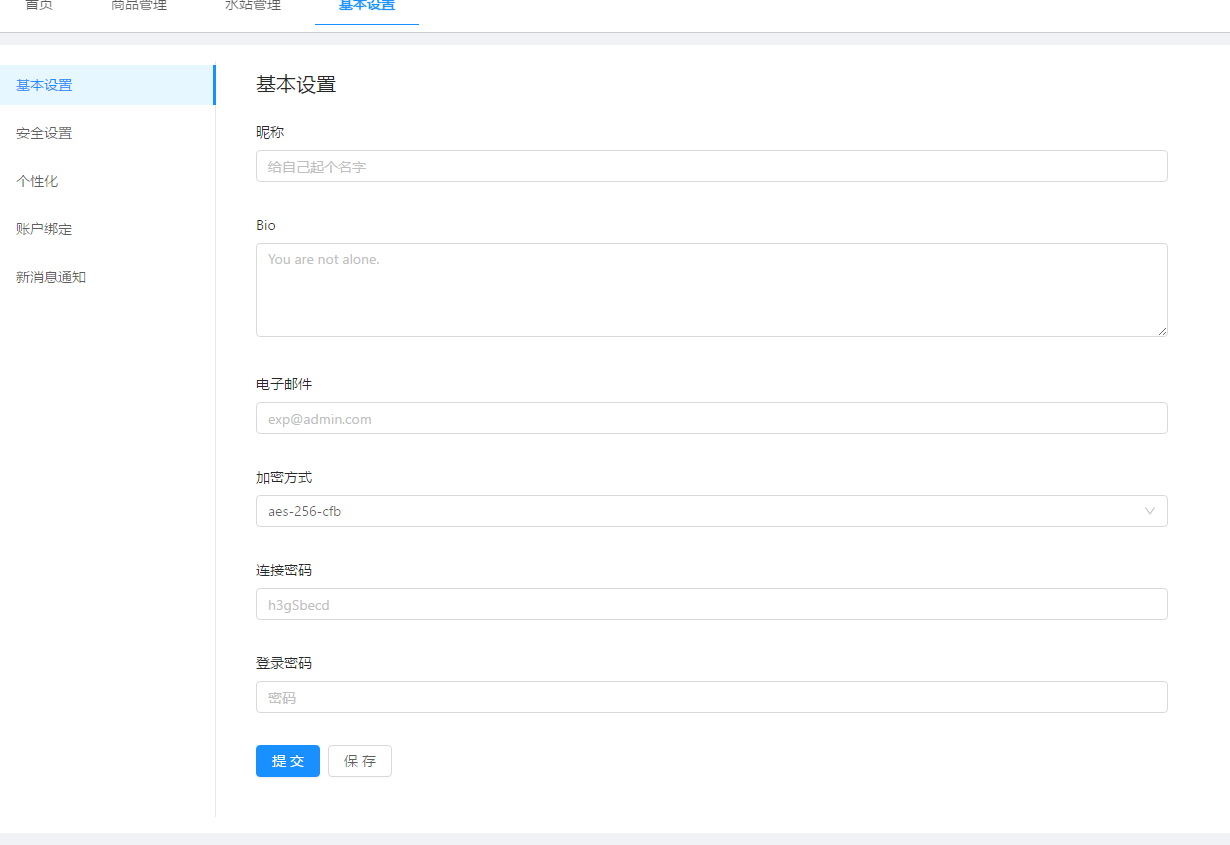 首页 商品管理 水站管理 基本设置
基本设置
安全设置
个性化
账户绑定
新消息通知
基本设置
昵称
给自己起个名字
Bio
You are not alone.
电子邮件
exp@admin.com
加密方式
aes-256-cfb
连接密码
h3gSbecd
登录密码
密码
提 交 保 存